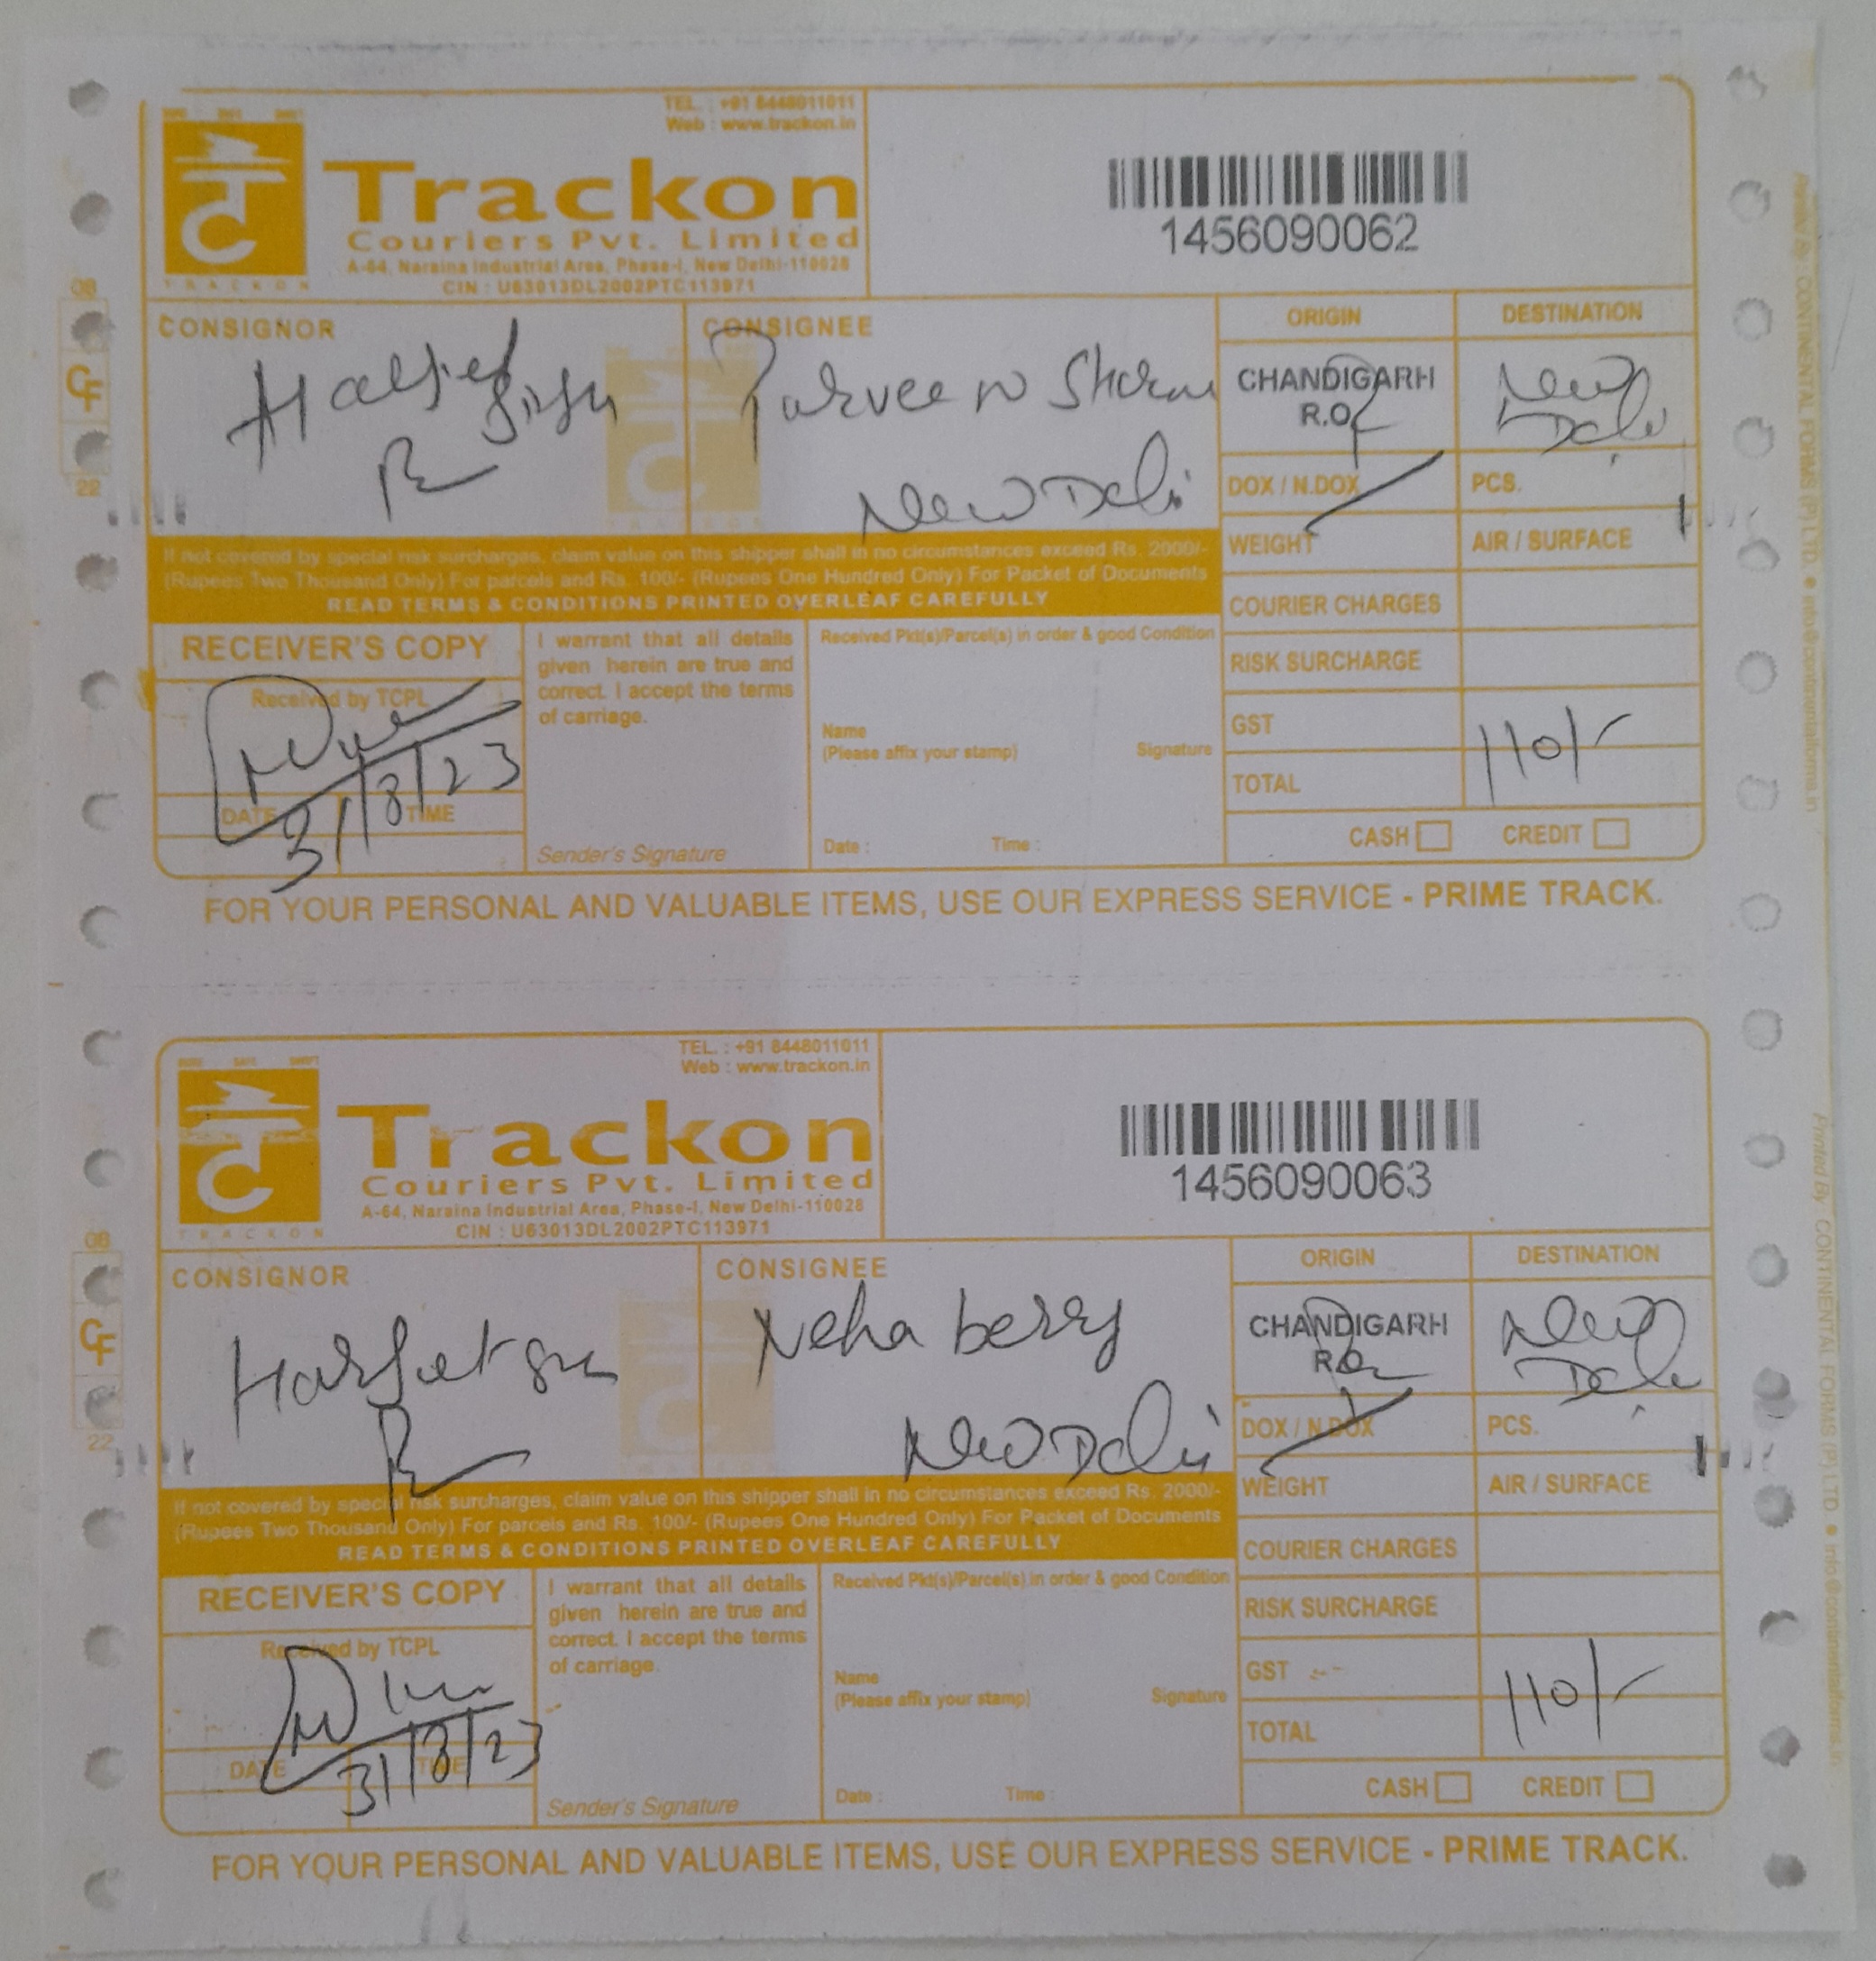 TEL. : +91 8448011011
Web : www.trackon.in
Trackon
Couriers Pvt. Limited
A-64, Naraina Industrial Area, Phase-I, New Delhi-110028
CIN : U63013DL2002PTC113971
TRACKON
1456090062
CONSIGNOR
CONSIGNEE
Parveen Sharma
New Delhi
ORIGIN
DESTINATION
CHANDIGARH
R.O.
New
Delhi
DOX / N.DOX
PCS.
WEIGHT
AIR / SURFACE
If not covered by special risk surcharges, claim value on this shipper shall in no circumstances exceed Rs. 2000/-
(Rupees Two Thousand Only) For parcels and Rs. 100/- (Rupees One Hundred Only) For Packet of Documents
READ TERMS & CONDITIONS PRINTED OVERLEAF CAREFULLY
COURIER CHARGES
RISK SURCHARGE
GST
TOTAL
110/-
CASH
CREDIT
RECEIVER'S COPY
Received by TCPL
DATE
TIME
31/8/23
I warrant that all details
given herein are true and
correct. I accept the terms
of carriage.
Sender's Signature
Received Pkt(s)/Parcel(s) in order & good Condition
Name
(Please affix your stamp)
Signature
Date :
Time :
FOR YOUR PERSONAL AND VALUABLE ITEMS, USE OUR EXPRESS SERVICE - PRIME TRACK.
08
CF
22
TEL. : +91 8448011011
Web : www.trackon.in
Trackon
Couriers Pvt. Limited
A-64, Naraina Industrial Area, Phase-I, New Delhi-110028
CIN : U63013DL2002PTC113971
TRACKON
1456090063
CONSIGNOR
CONSIGNEE
Neha berry
New Delhi
ORIGIN
DESTINATION
CHANDIGARH
R.O.
New
Delhi
DOX / N.DOX
PCS.
WEIGHT
AIR / SURFACE
If not covered by special risk surcharges, claim value on this shipper shall in no circumstances exceed Rs. 2000/-
(Rupees Two Thousand Only) For parcels and Rs. 100/- (Rupees One Hundred Only) For Packet of Documents
READ TERMS & CONDITIONS PRINTED OVERLEAF CAREFULLY
COURIER CHARGES
RISK SURCHARGE
GST
TOTAL
110/-
CASH
CREDIT
RECEIVER'S COPY
Received by TCPL
DATE
TIME
31/8/23
I warrant that all details
given herein are true and
correct. I accept the terms
of carriage.
Sender's Signature
Received Pkt(s)/Parcel(s) in order & good Condition
Name
(Please affix your stamp)
Signature
Date :
Time :
FOR YOUR PERSONAL AND VALUABLE ITEMS, USE OUR EXPRESS SERVICE - PRIME TRACK.
08
CF
22
Printed By : CONTINENTAL FORMS (P) LTD. ● info@continentalforms.in
Printed By : CONTINENTAL FORMS (P) LTD. ● info@continentalforms.in